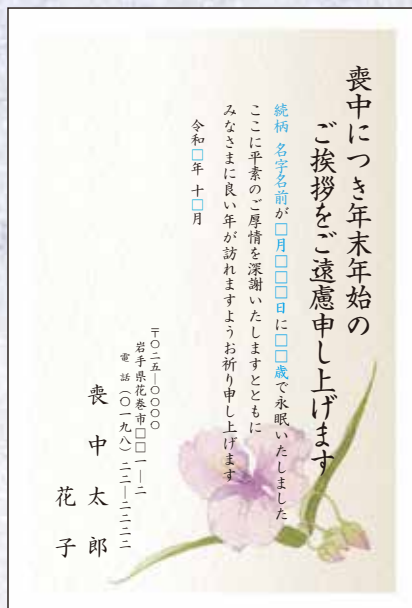 喪中につき年末年始の
ご挨拶をご遠慮申し上げます
続柄 名字名前が□月□□□日に□□歳で永眠いたしました
ここに平素のご厚情を深謝いたしますとともに
みなさまに良い年が訪れますようお祈り申し上げます
令和□年 十□月
〒〇二五―〇〇〇〇
岩手県花巻市□□一―二
電 話(〇一九八)二二―二二二二
喪 中 太 郎
花 子